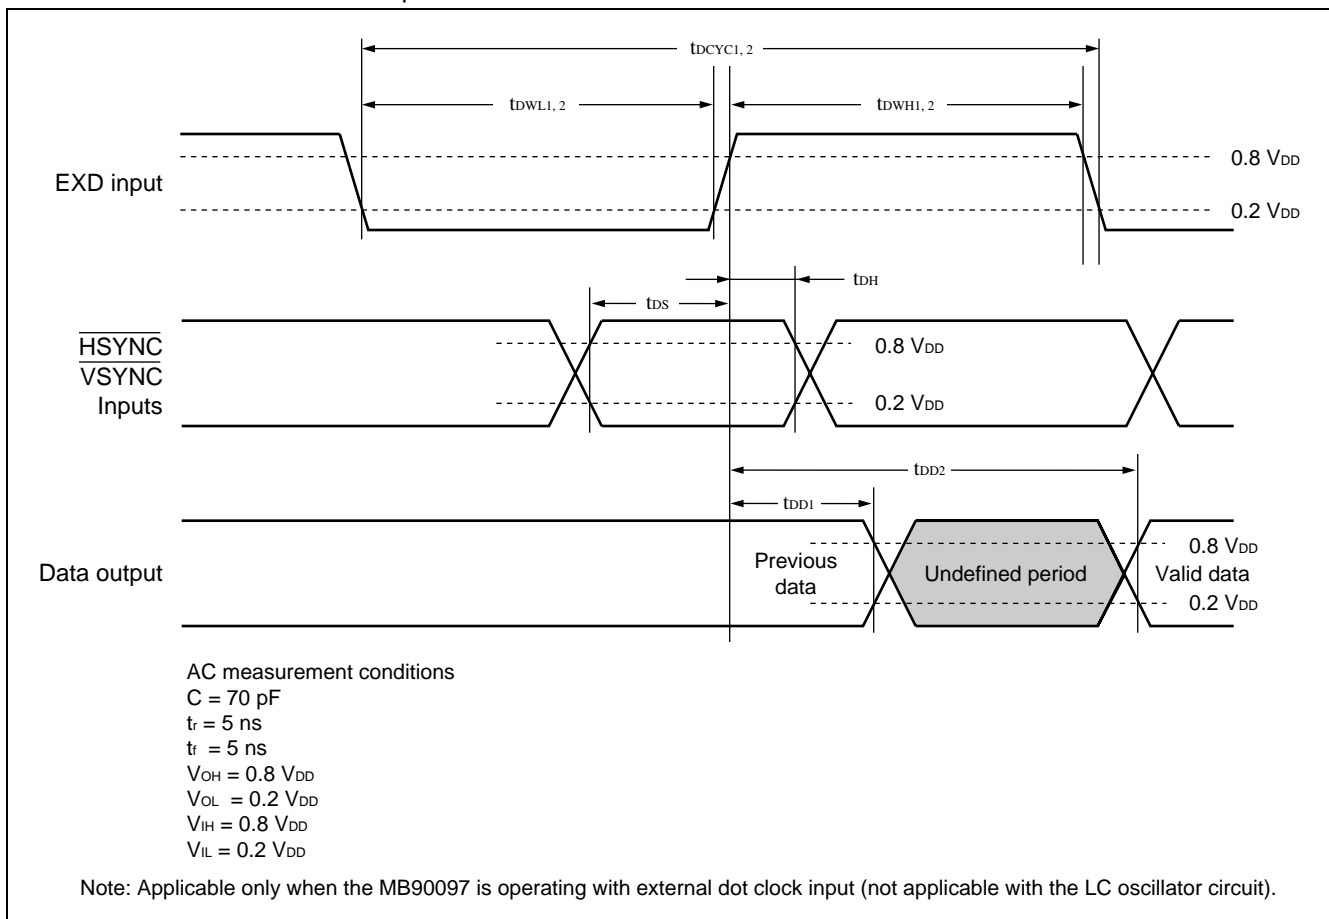 tDCYC1, 2
tDWL1, 2
tDWH1, 2
0.8 VDD
EXD input
0.2 VDD
tDH
tDS
HSYNC
VSYNC
Inputs
0.8 VDD
0.2 VDD
tDD2
tDD1
Data output
Previous
data
Undefined period
Valid data
0.8 VDD
0.2 VDD
AC measurement conditions
C = 70 pF
tr = 5 ns
tf = 5 ns
VOH = 0.8 VDD
VOL = 0.2 VDD
VIH = 0.8 VDD
VIL = 0.2 VDD
Note: Applicable only when the MB90097 is operating with external dot clock input (not applicable with the LC oscillator circuit).